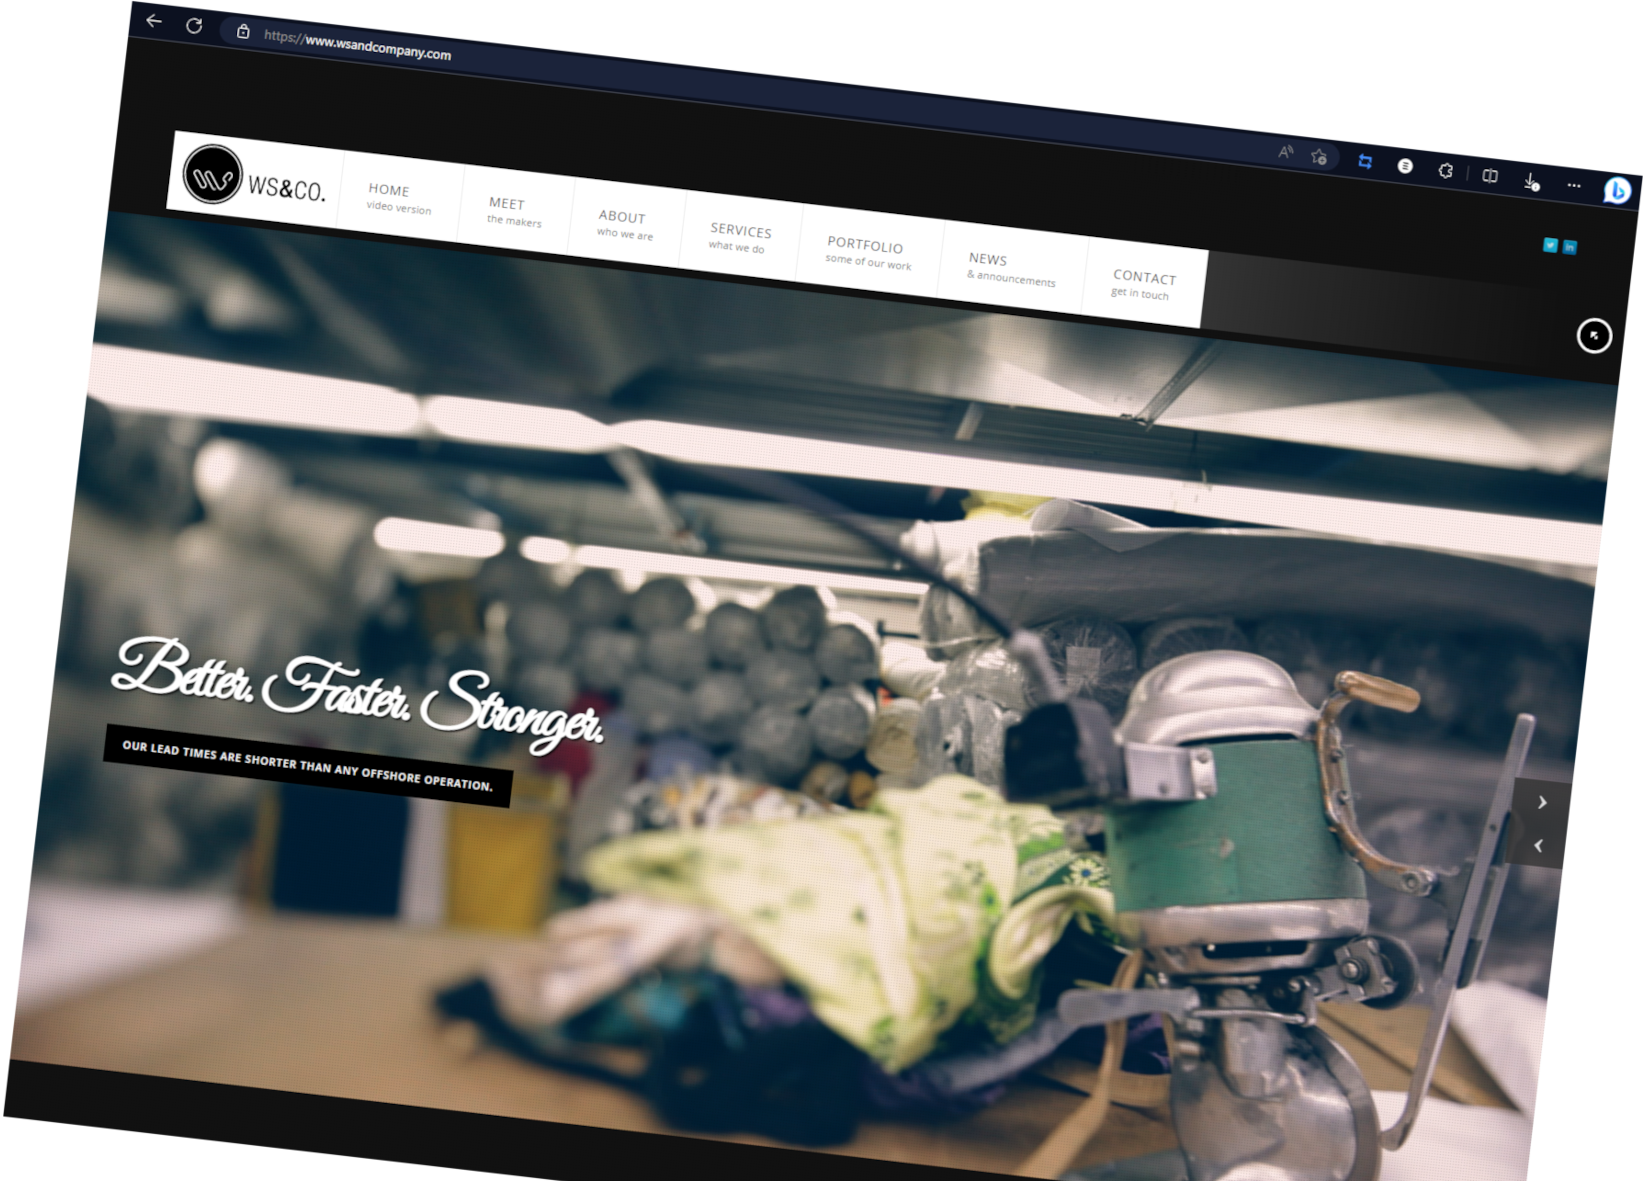 https://www.wsandcompany.com
WS&CO.
HOME
video version
MEET
the makers
ABOUT
who we are
SERVICES
what we do
PORTFOLIO
some of our work
NEWS
& announcements
CONTACT
get in touch
Better. Faster. Stronger.
OUR LEAD TIMES ARE SHORTER THAN ANY OFFSHORE OPERATION.